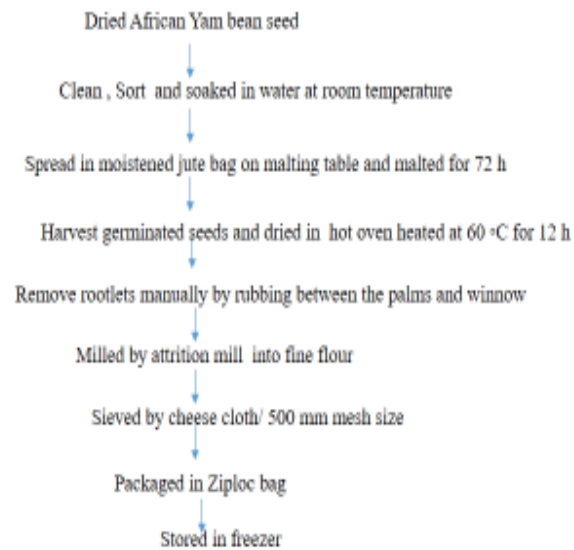 Dried African Yam bean seed
Clean , Sort and soaked in water at room temperature
Spread in moistened jute bag on malting table and malted for 72 h
Harvest germinated seeds and dried in hot oven heated at 60 °C for 12 h
Remove rootlets manually by rubbing between the palms and winnow
Milled by attrition mill into fine flour
Sieved by cheese cloth/ 500 mm mesh size
Packaged in Ziploc bag
Stored in freezer